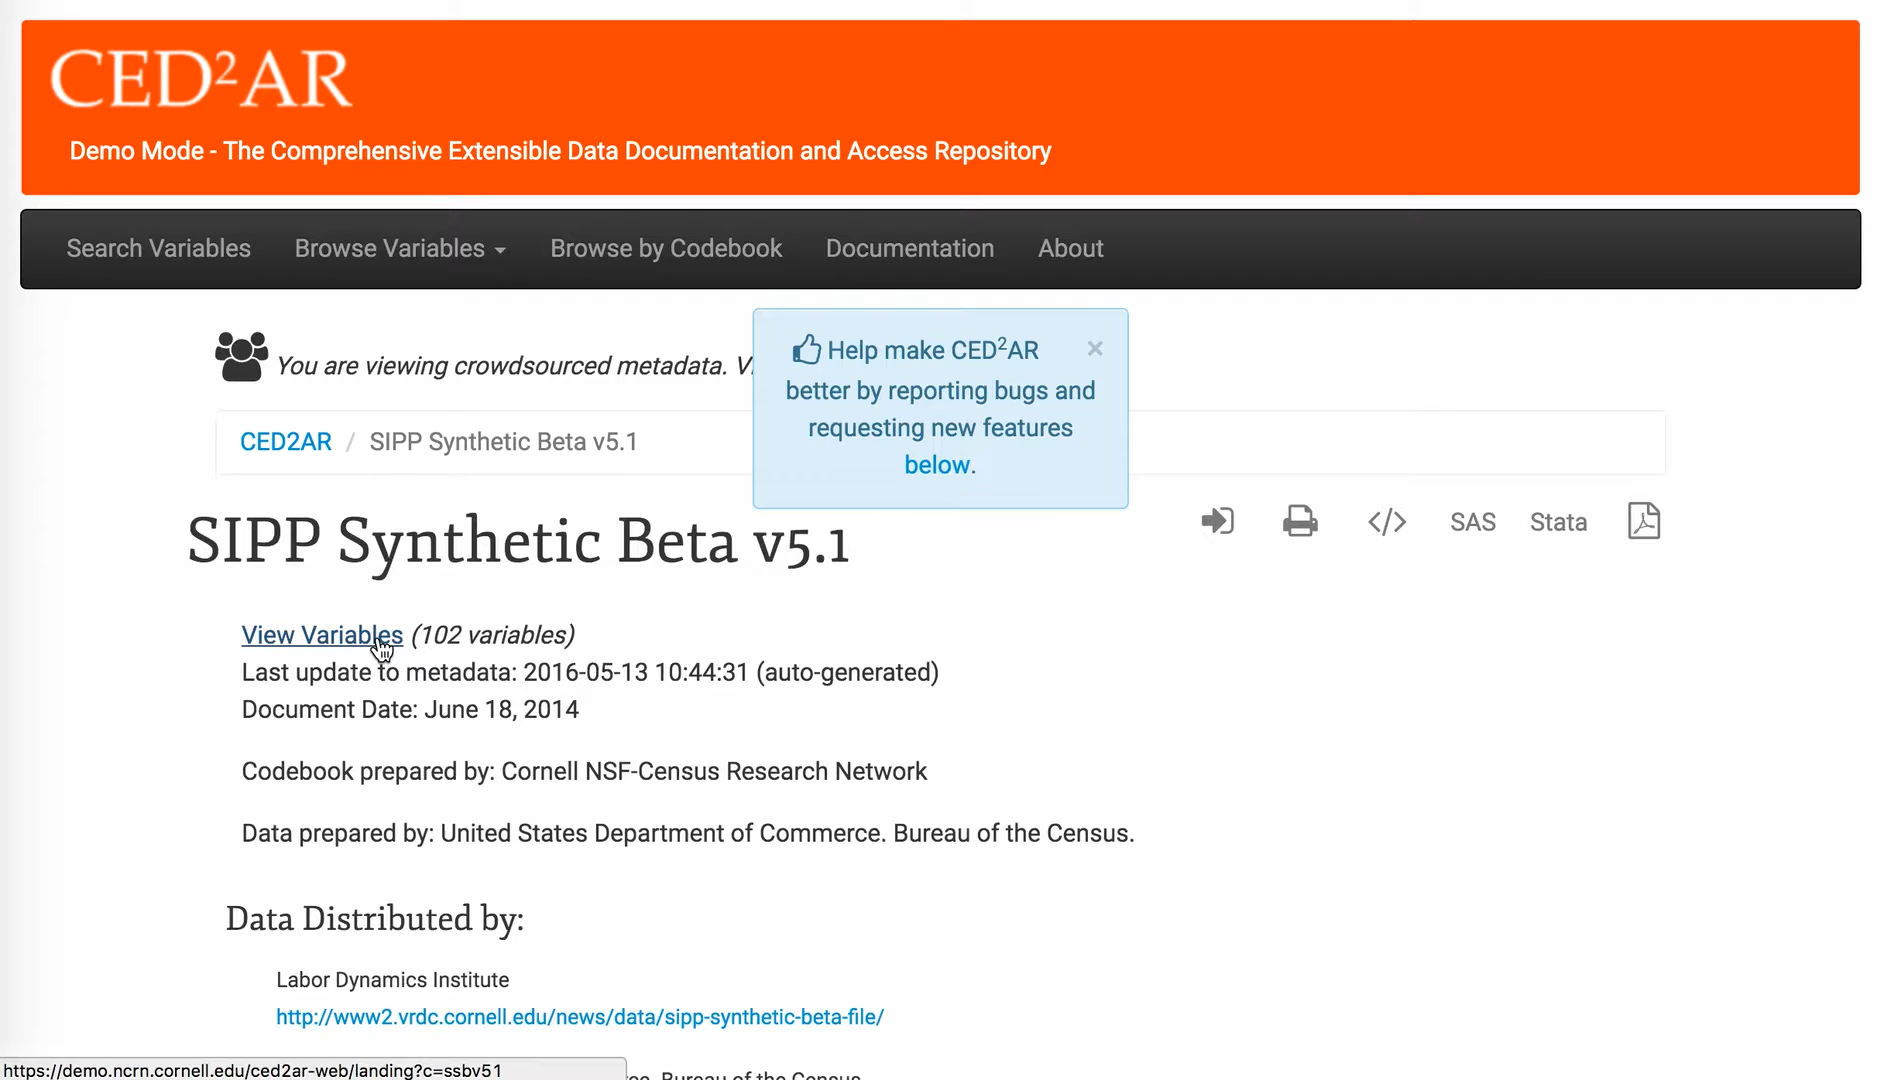 CED²AR
Demo Mode - The Comprehensive Extensible Data Documentation and Access Repository
Search Variables Browse Variables Browse by Codebook Documentation About
You are viewing crowdsourced metadata.
Help make CED²AR ×
better by reporting bugs and
requesting new features
below.
CED2AR / SIPP Synthetic Beta v5.1
SIPP Synthetic Beta v5.1
</> SAS Stata
View Variables (102 variables)
Last update to metadata: 2016-05-13 10:44:31 (auto-generated)
Document Date: June 18, 2014
Codebook prepared by: Cornell NSF-Census Research Network
Data prepared by: United States Department of Commerce. Bureau of the Census.
Data Distributed by:
Labor Dynamics Institute
http://www2.vrdc.cornell.edu/news/data/sipp-synthetic-beta-file/
Bureau of the Census
https://demo.ncrn.cornell.edu/ced2ar-web/landing?c=ssbv51